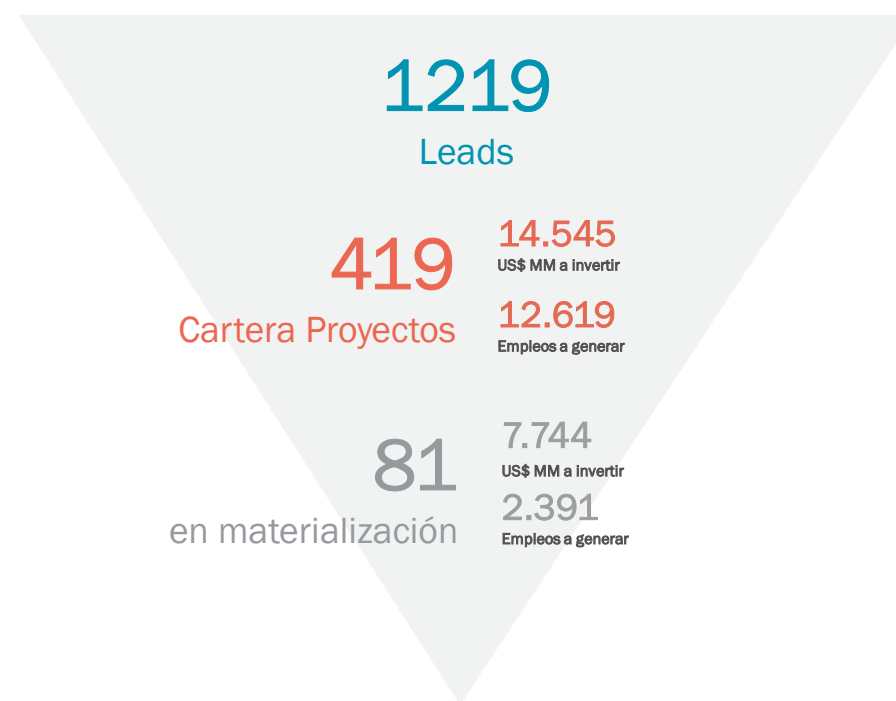 1219
Leads
419
Cartera Proyectos
14.545
US$ MM a invertir
12.619
Empleos a generar
81
en materialización
7.744
US$ MM a invertir
2.391
Empleos a generar